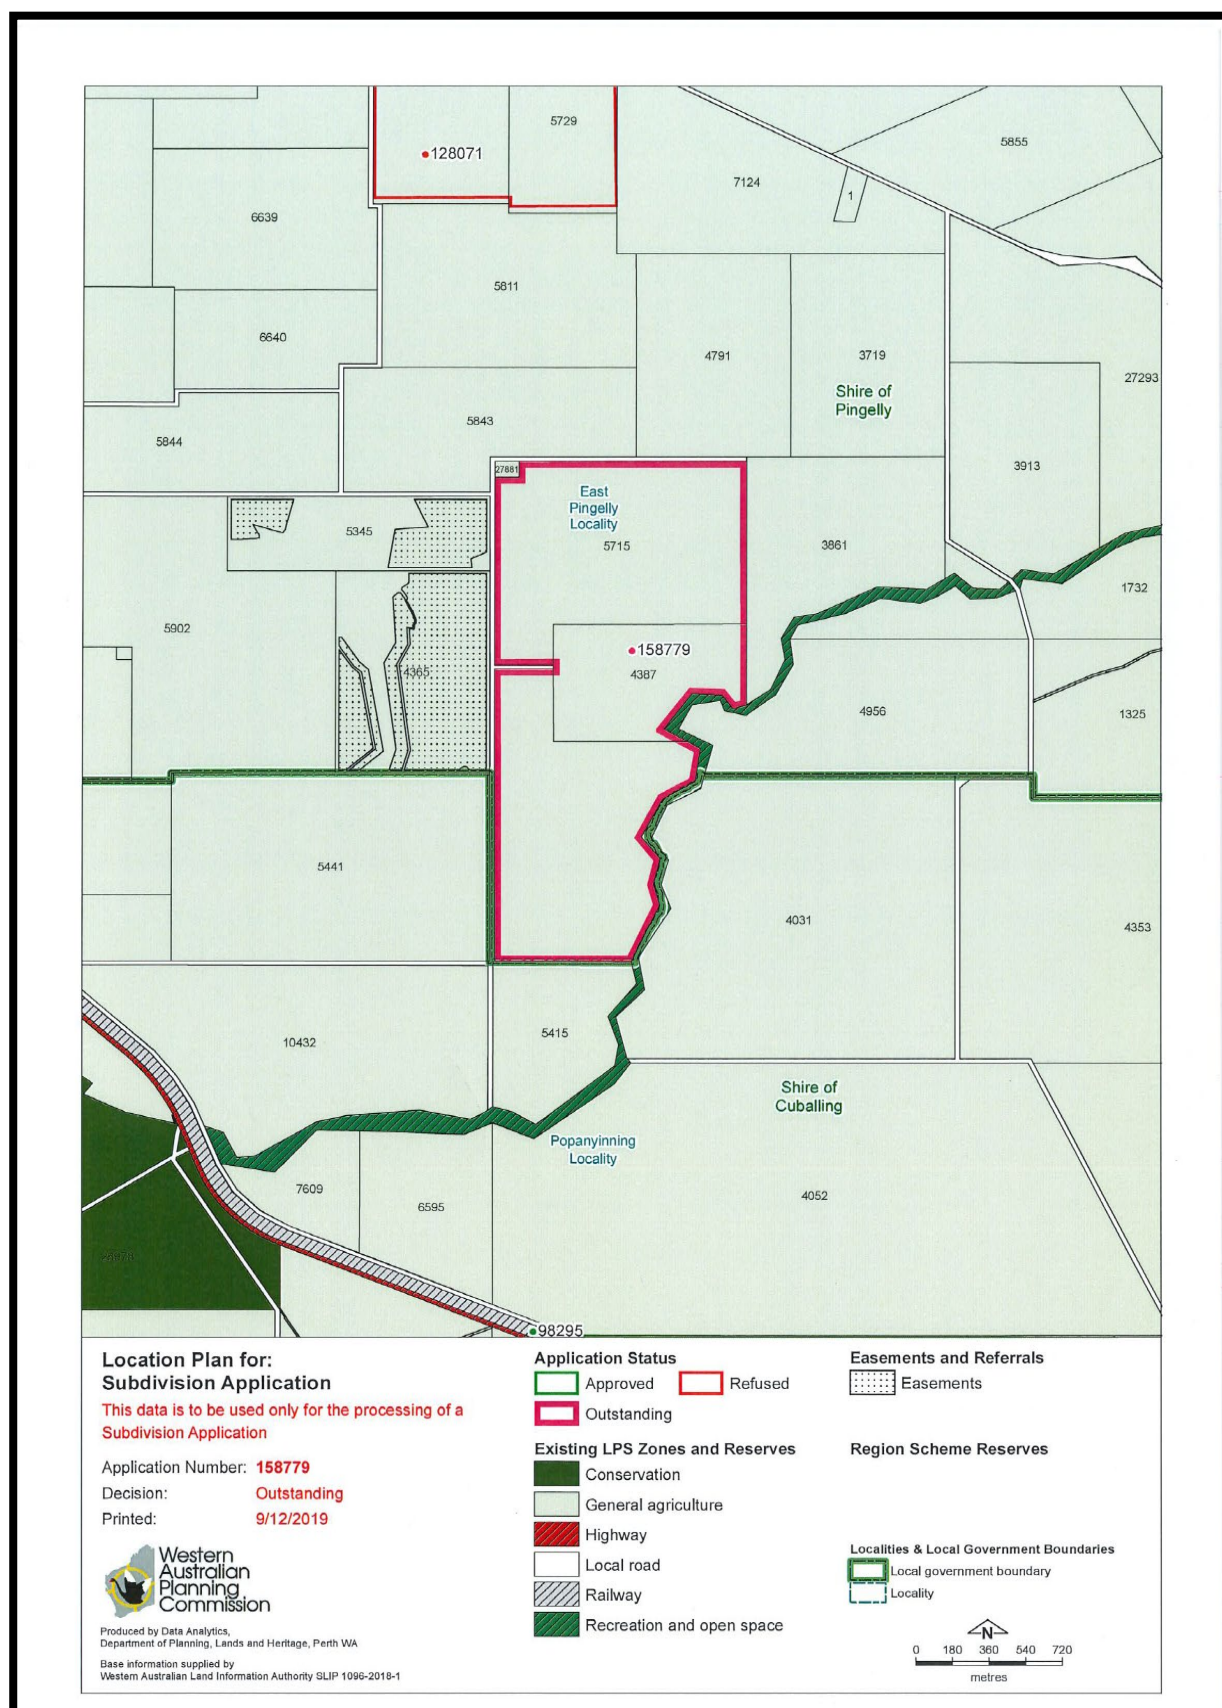 5729
128071
5855
7124
1
6639
5811
6640
4791
3719
27293
Shire of
Pingelly
5843
5844
3913
27881
East
Pingelly
Locality
5345
5715
3861
1732
5902
158779
4365
4387
4956
1325
5441
4031
4353
10432
5415
Shire of
Cuballing
Popanyinning
Locality
7609
6595
4052
98295
Location Plan for:
Subdivision Application
This data is to be used only for the processing of a
Subdivision Application
Application Number: 158779
Decision: Outstanding
Printed: 9/12/2019
Western
Australian
Planning
Commission
Produced by Data Analytics,
Department of Planning, Lands and Heritage, Perth WA
Base information supplied by
Western Australian Land Information Authority SLIP 1096-2018-1
Application Status
Approved
Refused
Outstanding
Existing LPS Zones and Reserves
Conservation
General agriculture
Highway
Local road
Railway
Recreation and open space
Easements and Referrals
Easements
Region Scheme Reserves
Localities & Local Government Boundaries
Local government boundary
Locality
N
0 180 360 540 720
metres